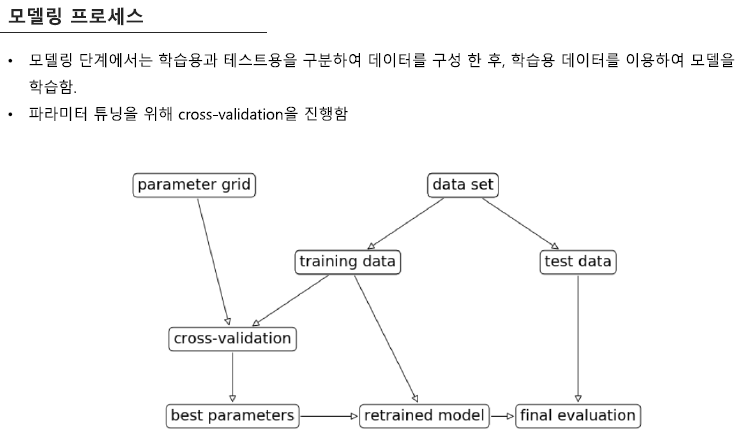 모델링 프로세스
• 모델링 단계에서는 학습용과 테스트용을 구분하여 데이터를 구성 한 후, 학습용 데이터를 이용하여 모델을
학습함.
• 파라미터 튜닝을 위해 cross-validation을 진행함
parameter grid
data set
training data
test data
cross-validation
best parameters
retrained model
final evaluation